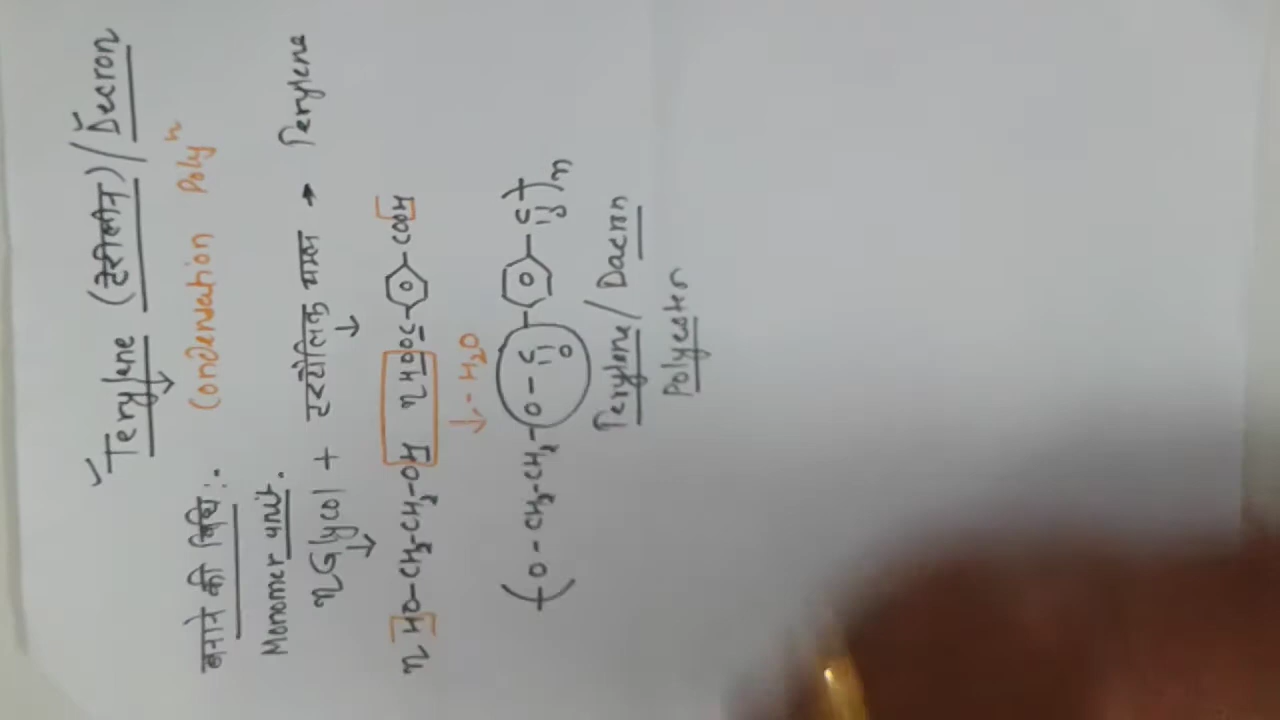 Terylene (टेरीलीन) / Decron
बनाने की विधि :- Condensation Polyⁿ
Monomer unit.
n Glycol + टरथैलिक अम्ल → Terylene
n HO-CH₂-CH₂-OH n HOOC-COOH
↓ - H₂O
( O - CH₂-CH₂-O - C - C )n
O O
Terylene / Dacron
Polyester